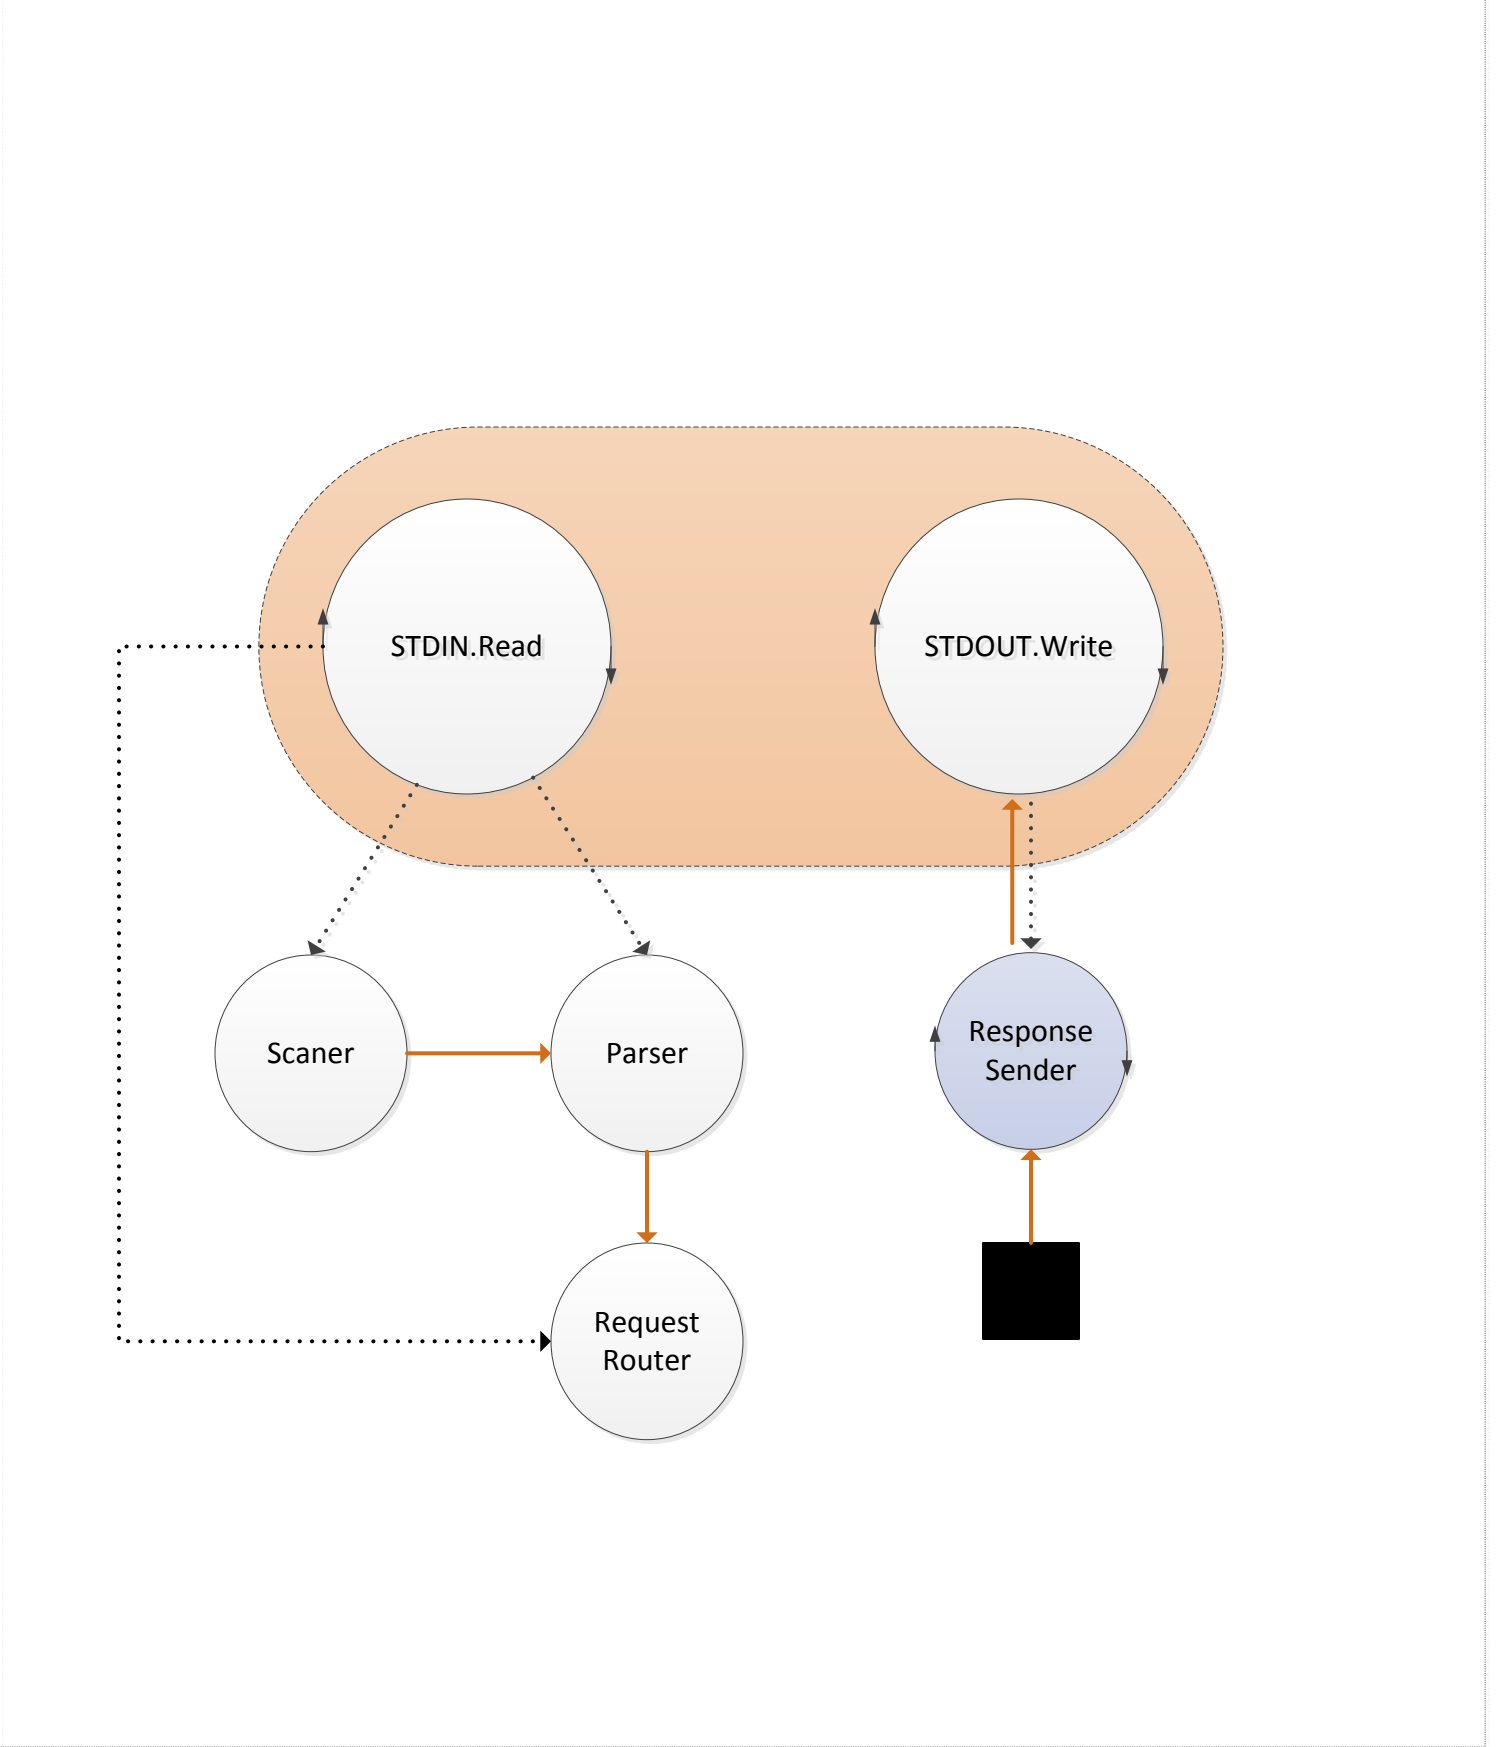 STDIN.Read
STDOUT.Write
Scaner
Parser
Response
Sender
Request
Router